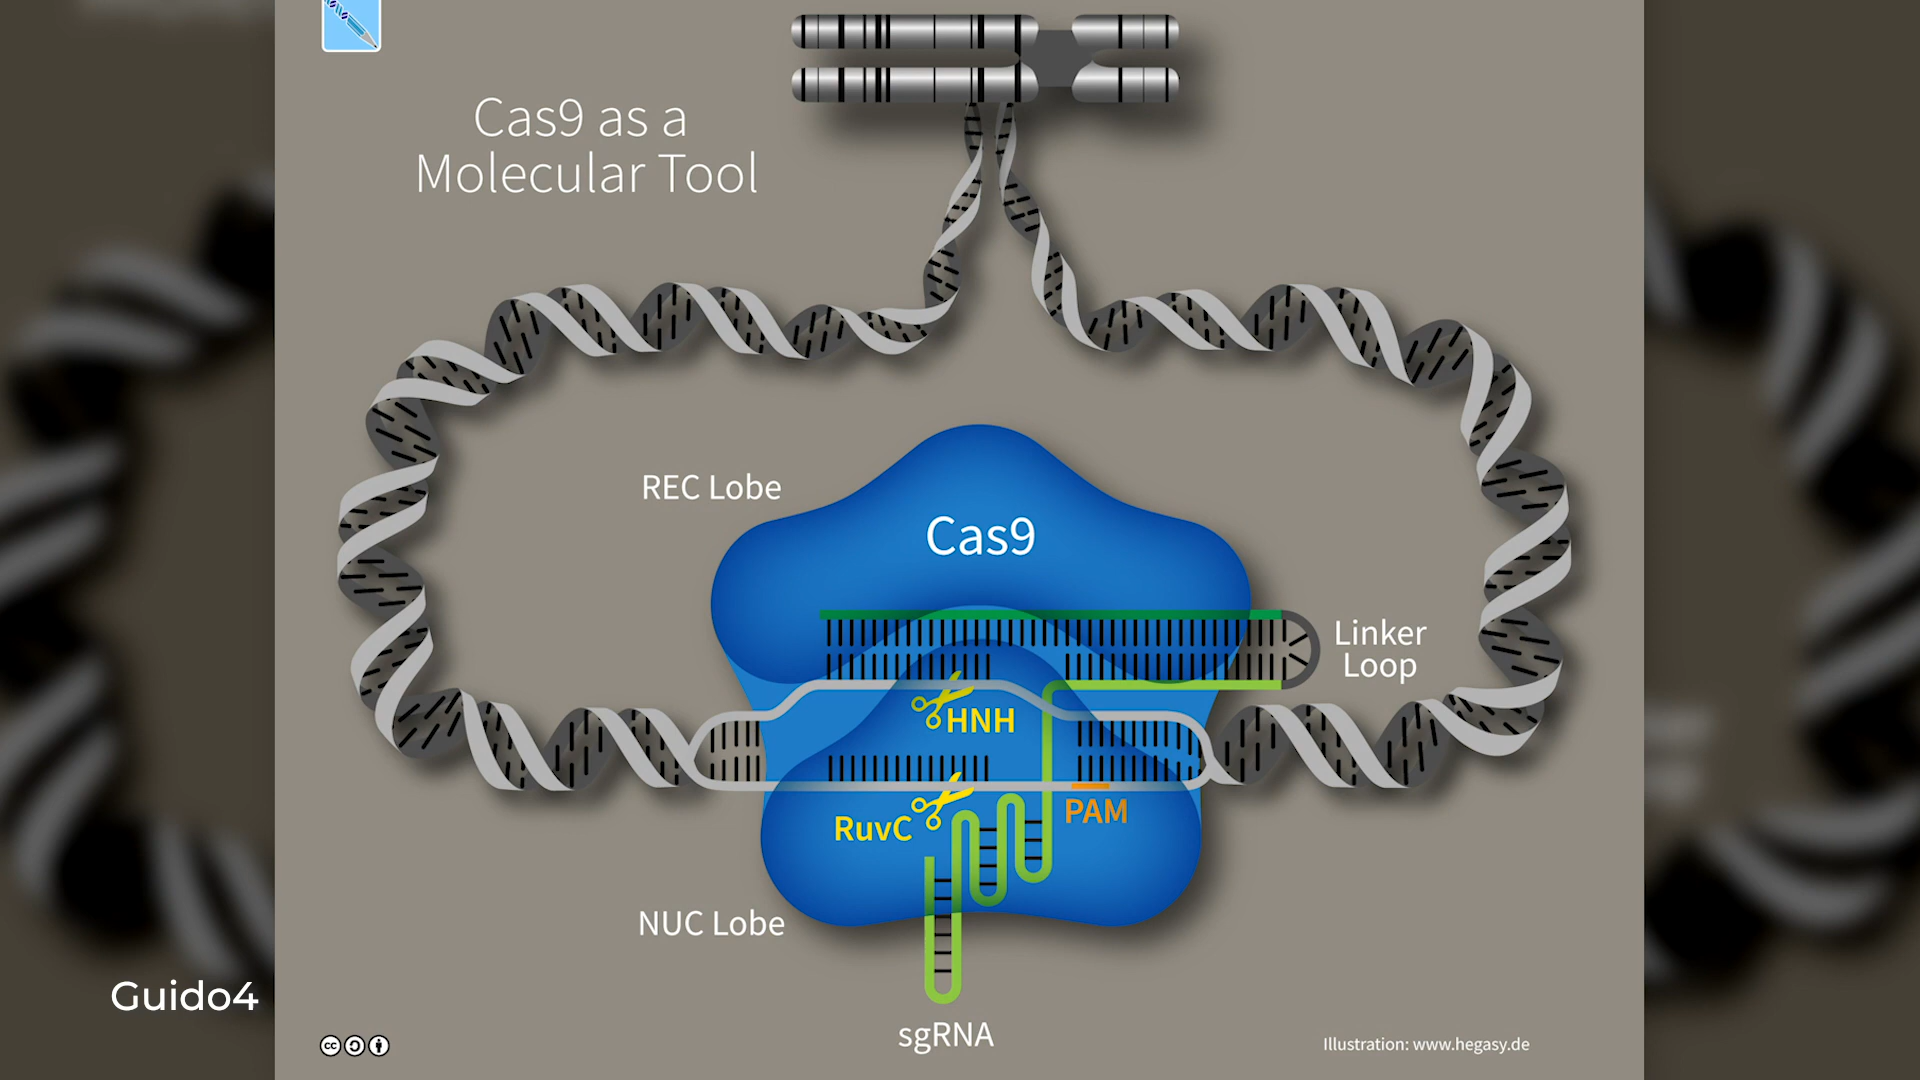 Cas9 as a
Molecular Tool
REC Lobe
Cas9
Linker
Loop
HNH
PAM
RuvC
NUC Lobe
Guido4
sgRNA
cc
Illustration: www.hegasy.de